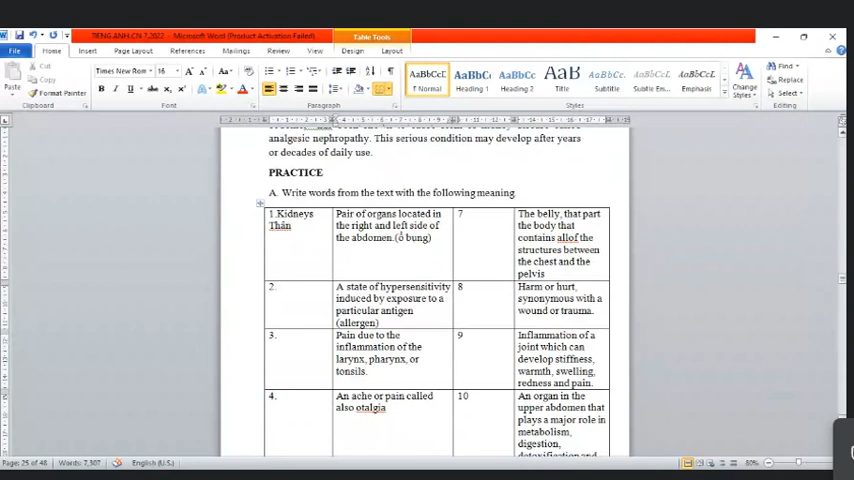 TIENG ANH-CN 7.2022 - Microsoft Word (Product Activation Failed)
Table Tools
File Home Insert Page Layout References Mailings Review View Design Layout
Cut
Copy
Format Painter
Paste
Clipboard
Times New Rom 16
Font
Paragraph
AaBbCcI AaBbC AaBbCc AaB AaBbCc. AaBbCcL AaBbCcL
¶ Normal Heading 1 Heading 2 Title Subtitle Subtle Em... Emphasis
Change Styles
Styles
Find
Replace
Select
Editing
analgesic nephropathy. This serious condition may develop after years
or decades of daily use.
PRACTICE
A. Write words from the text with the following meaning.
1.Kidneys
Thân
Pair of organs located in
the right and left side of
the abdomen.(ô bung)
7
The belly, that part
the body that
contains allof the
structures between
the chest and the
pelvis
2.
A state of hypersensitivity
induced by exposure to a
particular antigen
(allergen)
8
Harm or hurt,
synonymous with a
wound or trauma.
3.
Pain due to the
inflammation of the
larynx, pharynx, or
tonsils.
9
Inflammation of a
joint which can
develop stiffness,
warmth, swelling,
redness and pain.
4.
An ache or pain called
also otalgia
10
An organ in the
upper abdomen that
plays a major role in
metabolism,
digestion,
detoxification and
Page: 25 of 48 Words: 7,307 English (U.S.) 80%